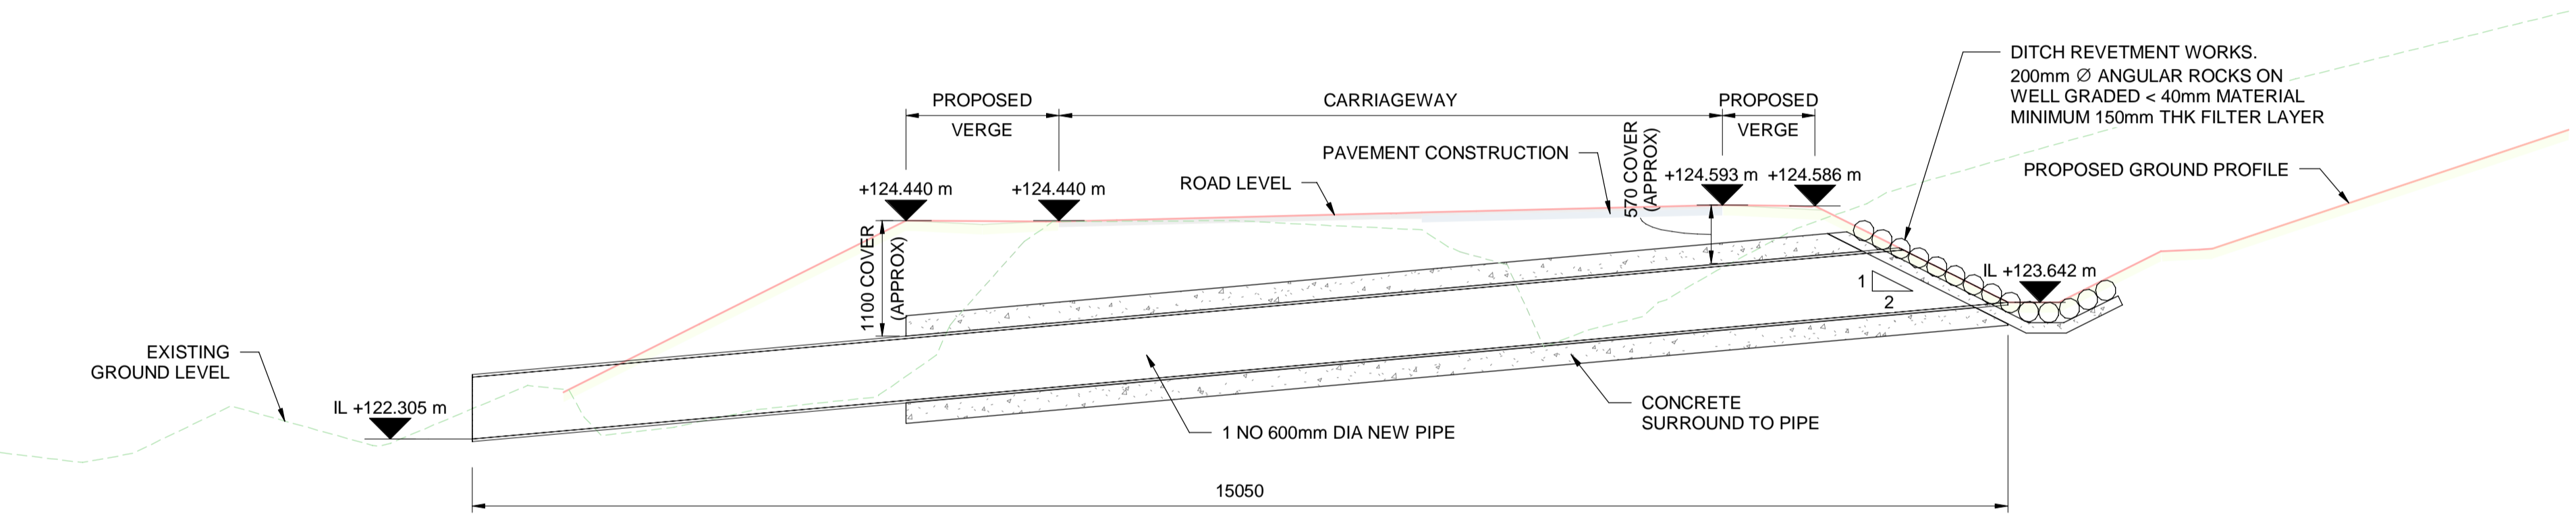 DITCH REVETMENT WORKS.
200mm Ø ANGULAR ROCKS ON
WELL GRADED < 40mm MATERIAL
MINIMUM 150mm THK FILTER LAYER
PROPOSED
VERGE
CARRIAGEWAY
PROPOSED
VERGE
570 COVER
(APPROX)
PAVEMENT CONSTRUCTION
ROAD LEVEL
PROPOSED GROUND PROFILE
+124.440 m
+124.440 m
+124.593 m
+124.586 m
1100 COVER
(APPROX)
IL +123.642 m
1
2
EXISTING
GROUND LEVEL
IL +122.305 m
1 NO 600mm DIA NEW PIPE
CONCRETE
SURROUND TO PIPE
15050